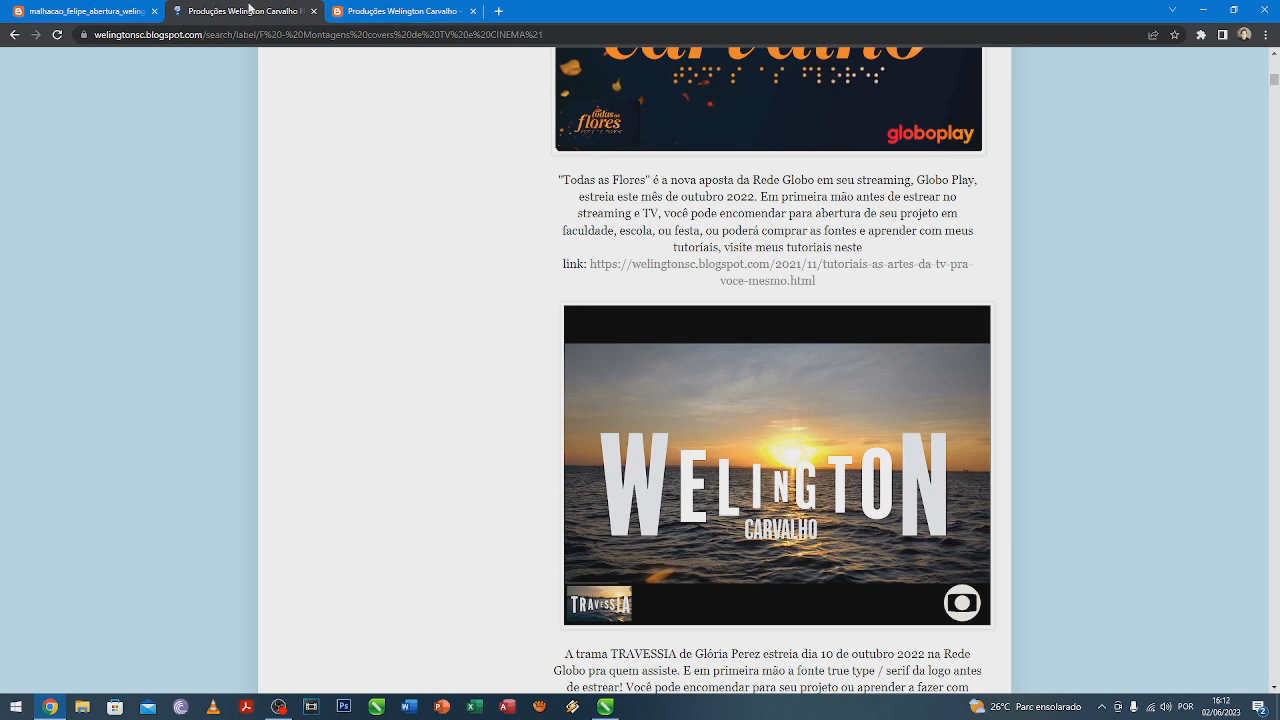 malhacao_felipe_abertura_weling
Produções Welington Carvalho
Produções Welington Carvalho -
welingtonsc.blogspot.com/search/label/F%20-%20Montagens%20covers%20de%20TV%20e%20CINEMA%21
Todas as
flores
globoplay
"Todas as Flores" é a nova aposta da Rede Globo em seu streaming, Globo Play,
estreia este mês de outubro 2022. Em primeira mão antes de estrear no
streaming e TV, você pode encomendar para abertura de seu projeto em
faculdade, escola, ou festa, ou poderá comprar as fontes e aprender com meus
tutoriais, visite meus tutoriais neste
link: https://welingtonsc.blogspot.com/2021/11/tutoriais-as-artes-da-tv-pra-
voce-mesmo.html
WELINGTON
CARVALHO
TRAVESSIA
A trama TRAVESSIA de Glória Perez estreia dia 10 de outubro 2022 na Rede
Globo pra quem assiste. E em primeira mão a fonte true type / serif da logo antes
de estrear! Você pode encomendar para seu projeto ou aprender a fazer com
26°C Parc ensolarado
POR
16:12
02/06/2023
2